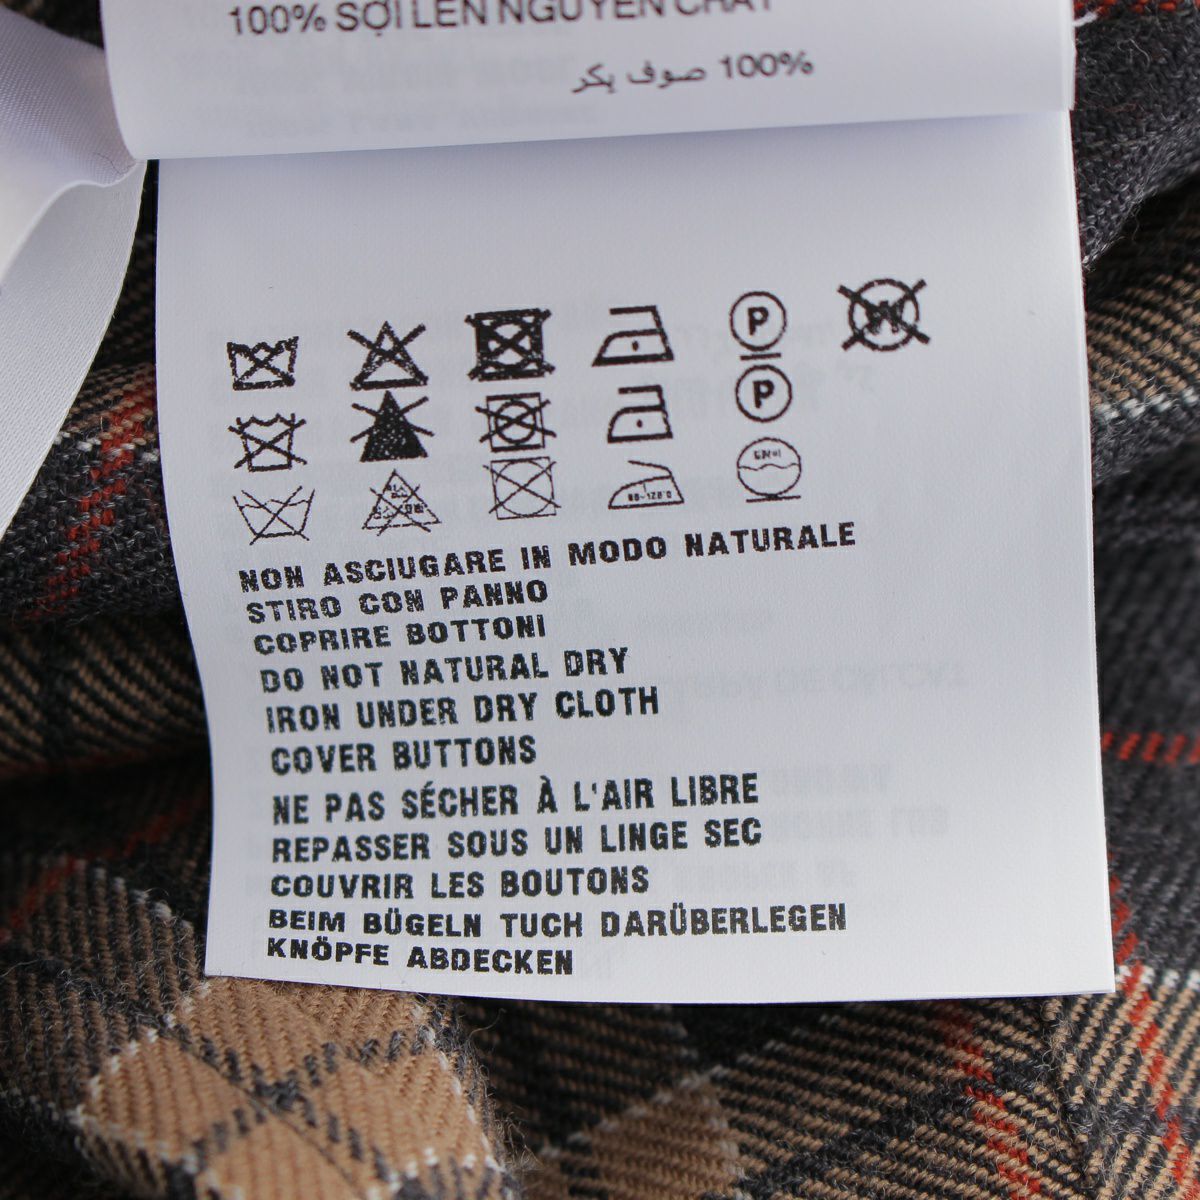 100% SỢI LEN NGUYÊN CHẤT
100% صوف بكر
P
W
P
NON ASCIUGARE IN MODO NATURALE
STIRO CON PANNO
COPRIRE BOTTONI
DO NOT NATURAL DRY
IRON UNDER DRY CLOTH
COVER BUTTONS
NE PAS SÉCHER À L'AIR LIBRE
REPASSER SOUS UN LINGE SEC
COUVRIR LES BOUTONS
BEIM BÜGELN TUCH DARÜBERLEGEN
KNÖPFE ABDECKEN